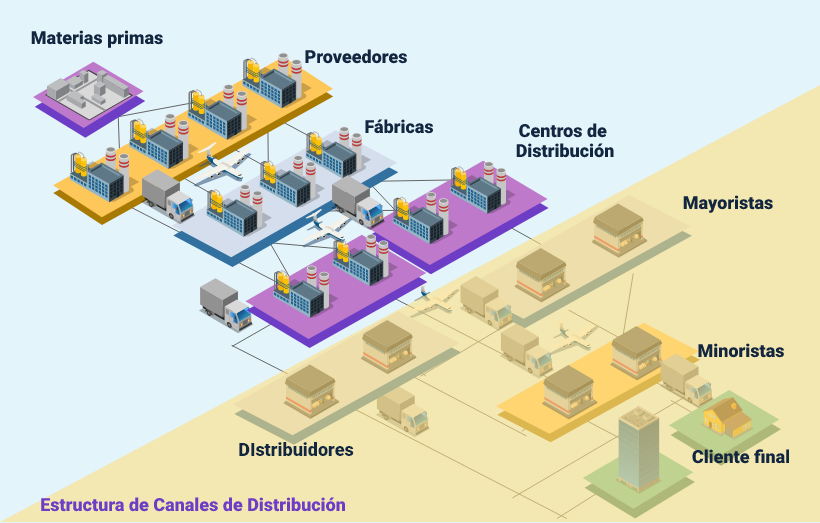 Materias primas
Proveedores
Fábricas
Centros de
Distribución
Mayoristas
Minoristas
DIstribuidores
Cliente final
Estructura de Canales de Distribución